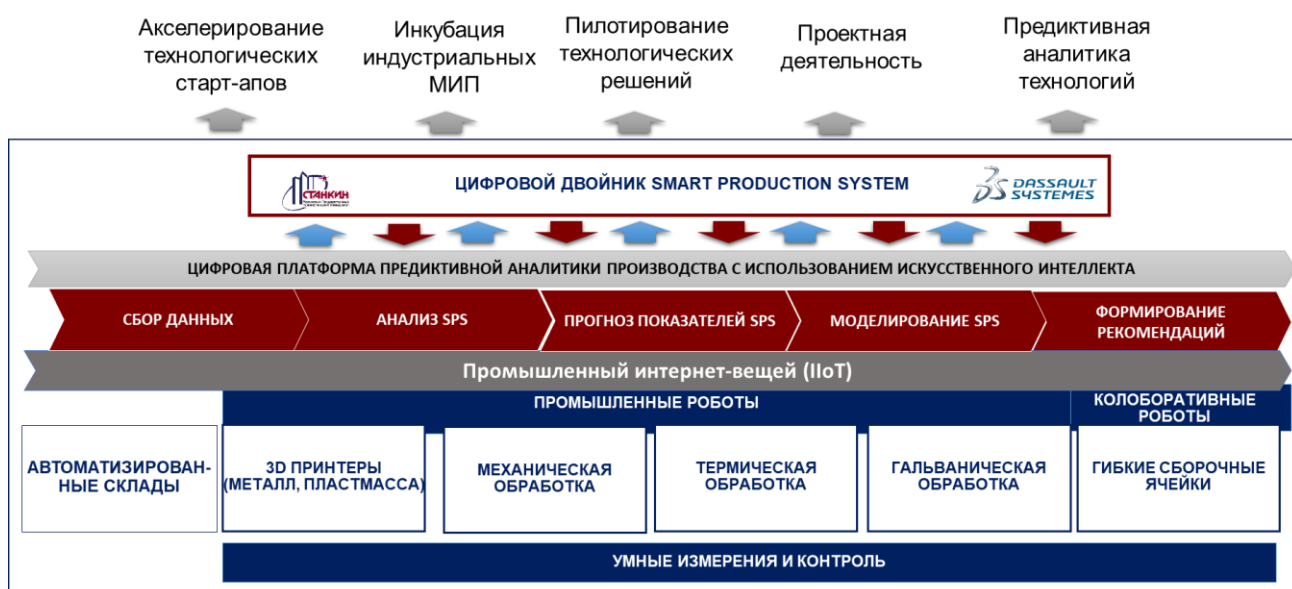 Акселерирование
технологических
старт-апов
Инкубация
индустриальных
МИП
Пилотирование
технологических
решений
Проектная
деятельность
Предиктивная
аналитика
технологий
СТАНКИН
ЦИФРОВОЙ ДВОЙНИК SMART PRODUCTION SYSTEM
DASSAULT
SYSTEMES
ЦИФРОВАЯ ПЛАТФОРМА ПРЕДИКТИВНОЙ АНАЛИТИКИ ПРОИЗВОДСТВА С ИСПОЛЬЗОВАНИЕМ ИСКУССТВЕННОГО ИНТЕЛЛЕКТА
СБОР ДАННЫХ
АНАЛИЗ SPS
ПРОГНОЗ ПОКАЗАТЕЛЕЙ SPS
МОДЕЛИРОВАНИЕ SPS
ФОРМИРОВАНИЕ
РЕКОМЕНДАЦИЙ
Промышленный интернет-вещей (IIoT)
ПРОМЫШЛЕННЫЕ РОБОТЫ
КОЛОБОРАТИВНЫЕ
РОБОТЫ
АВТОМАТИЗИРОВАН-
НЫЕ СКЛАДЫ
3D ПРИНТЕРЫ
(МЕТАЛЛ, ПЛАСТМАССА)
МЕХАНИЧЕСКАЯ
ОБРАБОТКА
ТЕРМИЧЕСКАЯ
ОБРАБОТКА
ГАЛЬВАНИЧЕСКАЯ
ОБРАБОТКА
ГИБКИЕ СБОРОЧНЫЕ
ЯЧЕЙКИ
УМНЫЕ ИЗМЕРЕНИЯ И КОНТРОЛЬ